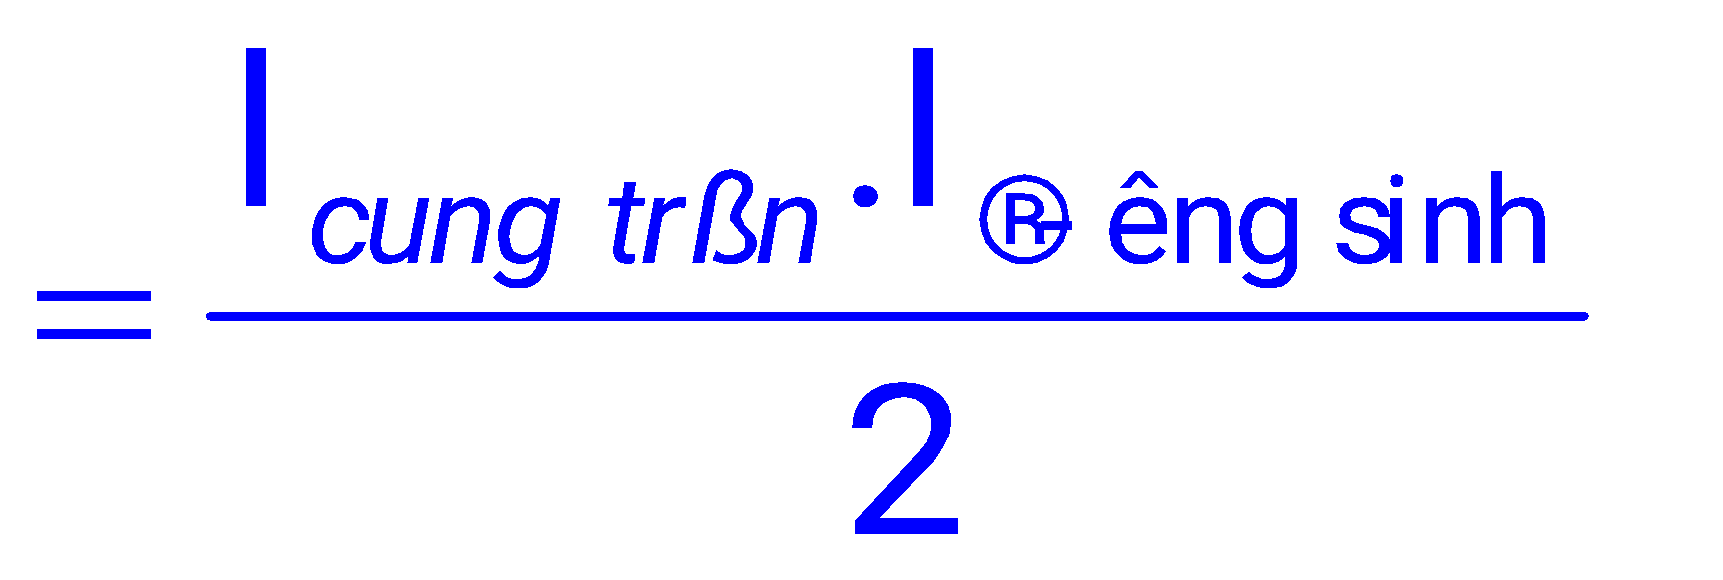 = l cung trßn . l ®­ êng sinh
2